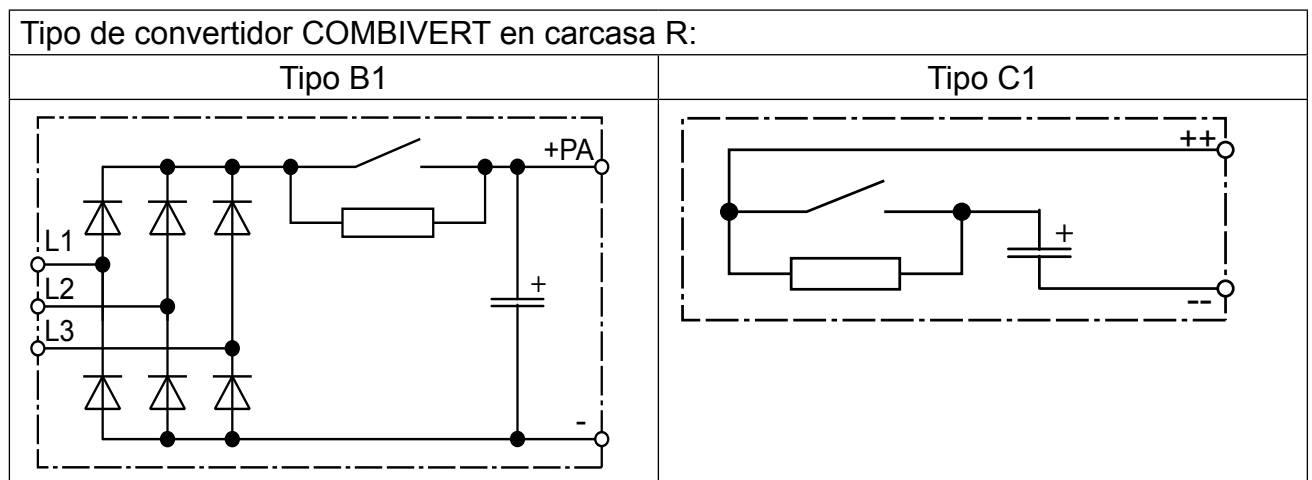 Tipo de convertidor COMBIVERT en carcasa R:
Tipo B1
Tipo C1
+PA
L1
L2
L3
+
-
++
+
--